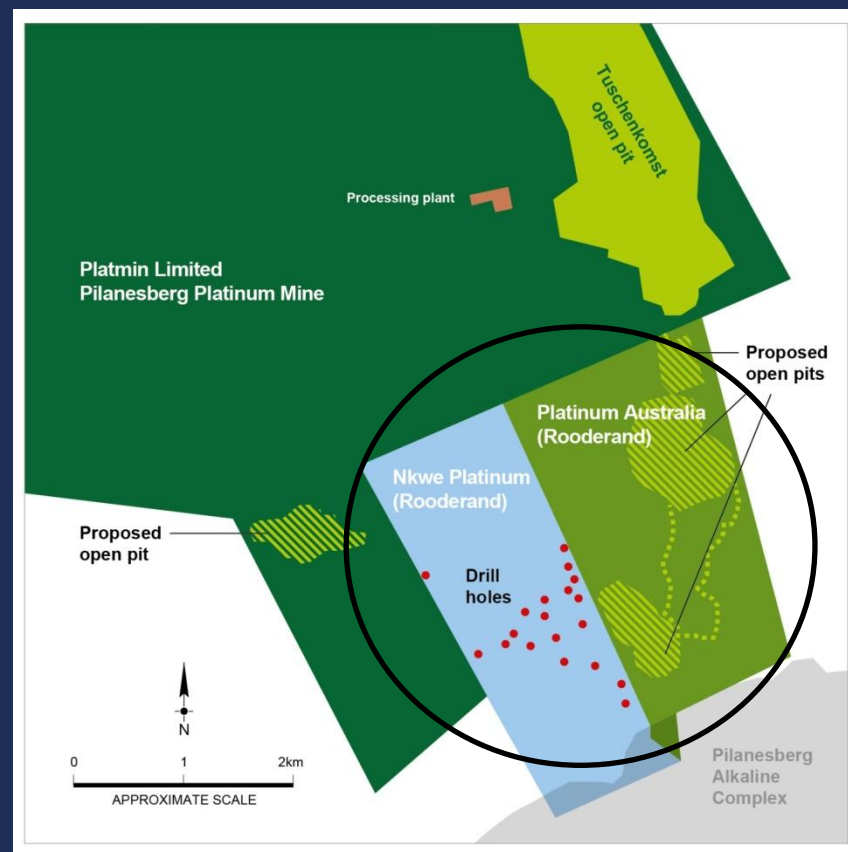 Tuschenkomst
open pit
Processing plant
Platmin Limited
Pilanesberg Platinum Mine
Proposed
open pits
Platinum Australia
(Rooderand)
Nkwe Platinum
(Rooderand)
Proposed
open pit
Drill
holes
N
0 1 2km
APPROXIMATE SCALE
Pilanesberg
Alkaline
Complex